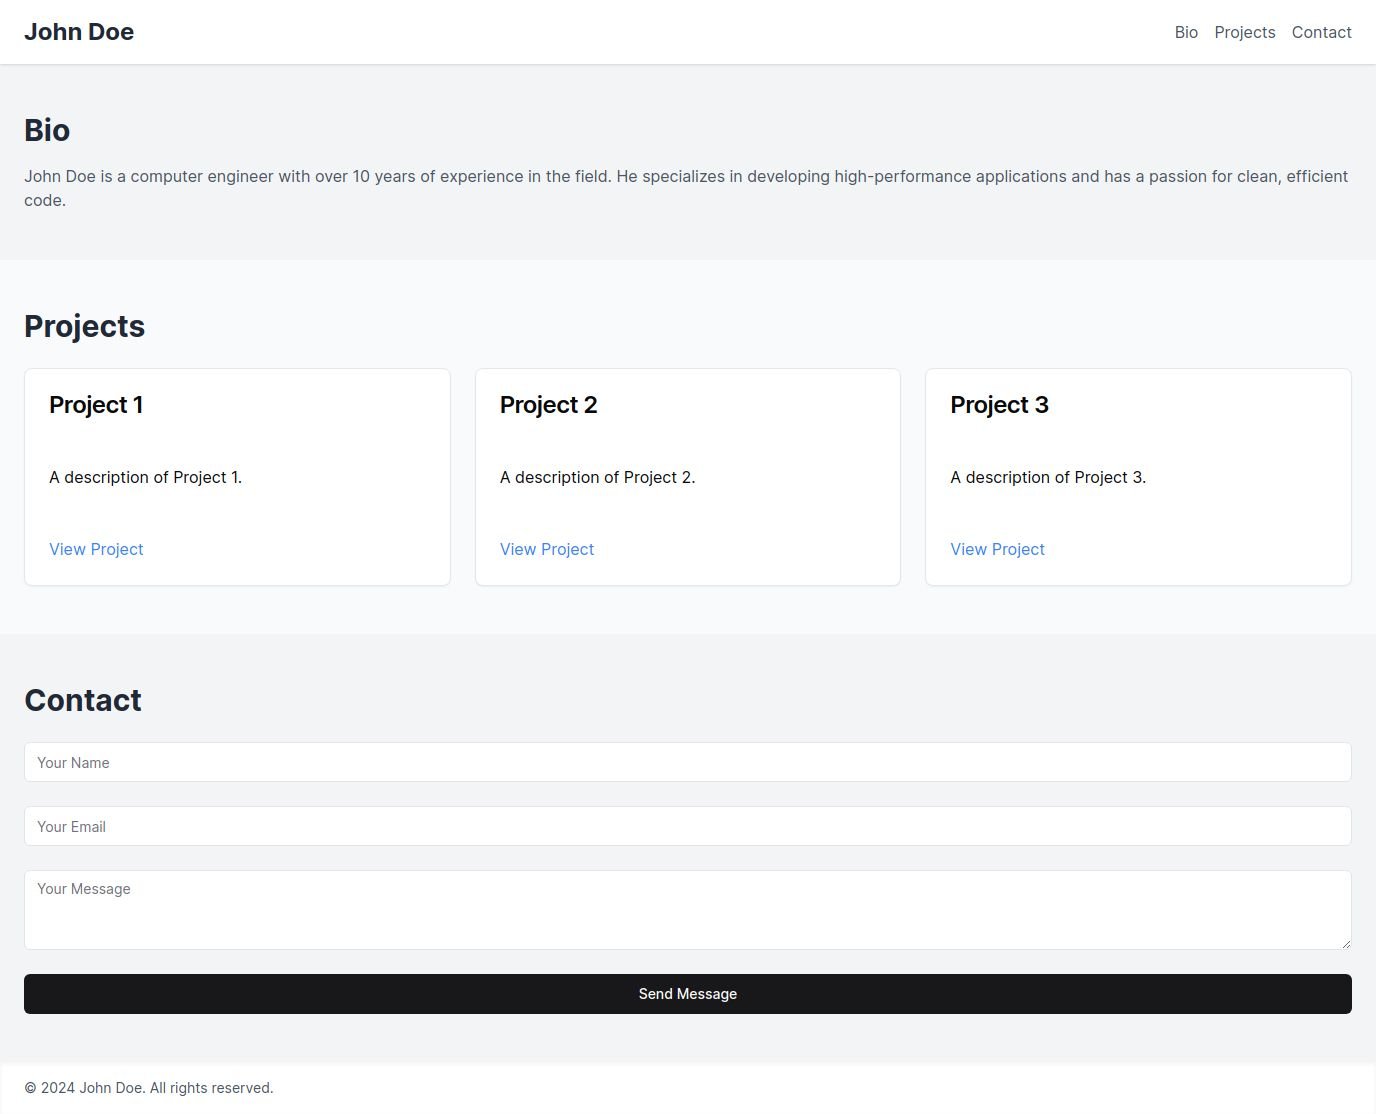 John Doe
Bio
Projects
Contact
Bio
John Doe is a computer engineer with over 10 years of experience in the field. He specializes in developing high-performance applications and has a passion for clean, efficient
code.
Projects
Project 1
A description of Project 1.
View Project
Project 2
A description of Project 2.
View Project
Project 3
A description of Project 3.
View Project
Contact
Your Name
Your Email
Your Message
Send Message
© 2024 John Doe. All rights reserved.